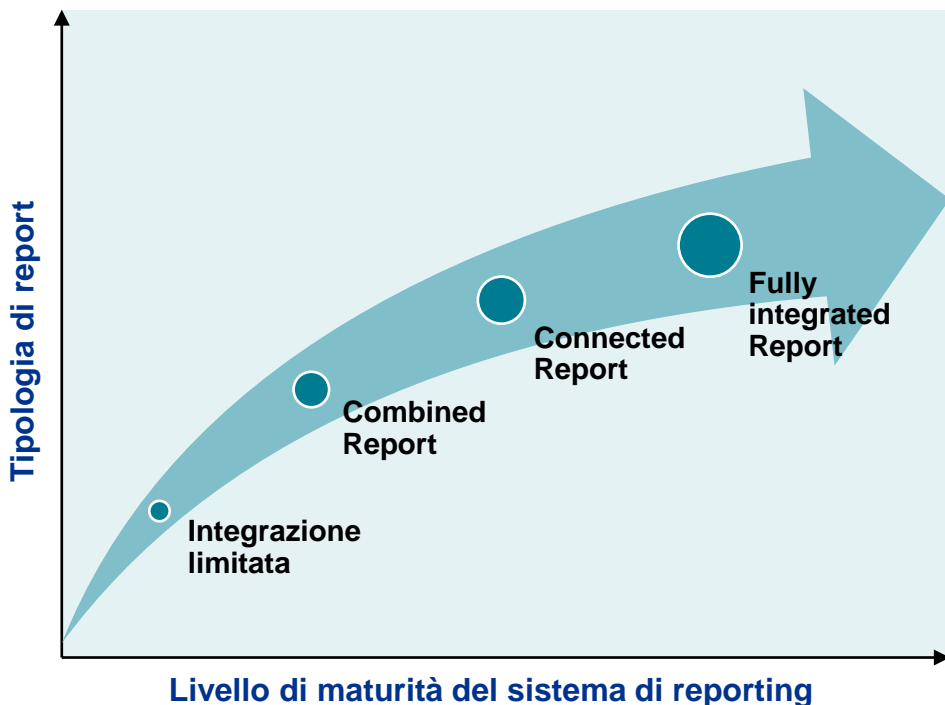 Tipologia di report
Fully
integrated
Report
Connected
Report
Combined
Report
Integrazione
limitata
Livello di maturità del sistema di reporting